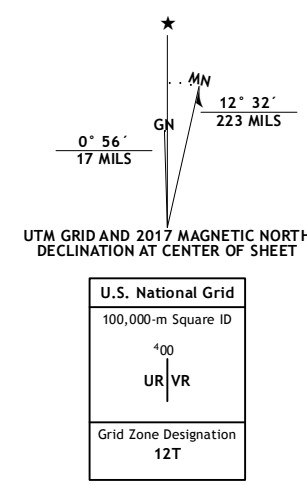 MN
GN
12° 32´
223 MILS
0° 56´
17 MILS
UTM GRID AND 2017 MAGNETIC NORTH
DECLINATION AT CENTER OF SHEET
U.S. National Grid
100,000-m Square ID
⁴00
UR VR
Grid Zone Designation
12T